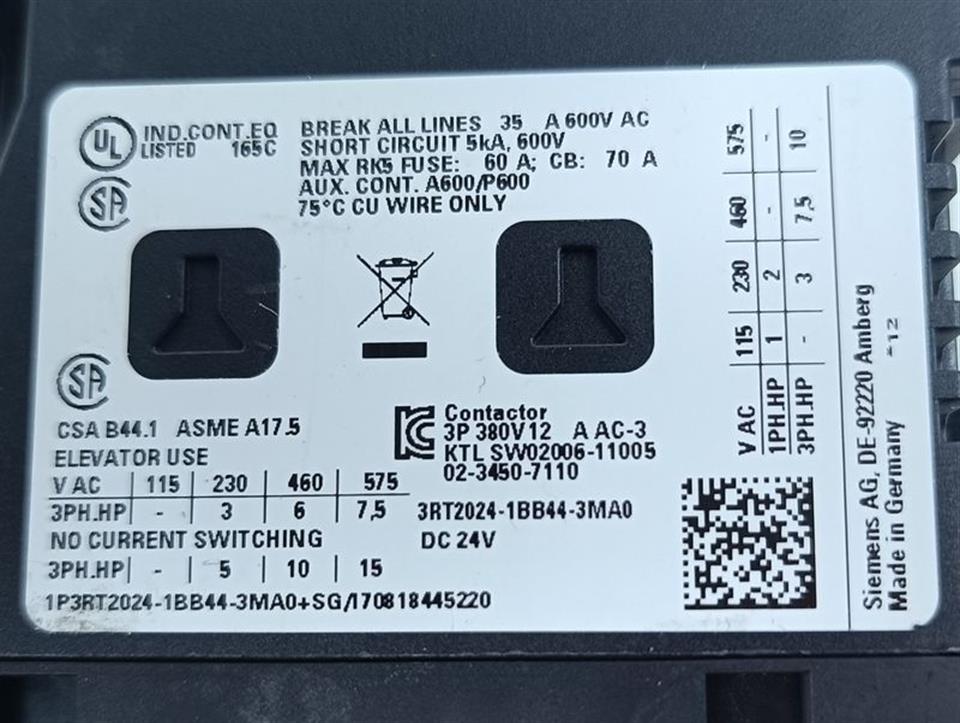 UL IND.CONT.EQ
LISTED 165C
BREAK ALL LINES 35 A 600V AC
SHORT CIRCUIT 5kA, 600V
MAX RK5 FUSE: 60 A; CB: 70 A
AUX. CONT. A600/P600
75°C CU WIRE ONLY
SA
SA
CSA B44.1 ASME A17.5
ELEVATOR USE
V AC | 115 | 230 | 460 | 575
3PH.HP | - | 3 | 6 | 7,5
NO CURRENT SWITCHING
3PH.HP | - | 5 | 10 | 15
1P3RT2024-1BB44-3MA0+SG/170818445220
Contactor
3P 380V12 A AC-3
KTL SW02006-11005
02-3450-7110
3RT2024-1BB44-3MA0
DC 24V
V AC | 115 | 230 | 460 | 575
1PH.HP | 1 | 2 | - | -
3PH.HP | - | 3 | 7,5 | 10
Siemens AG, DE-92220 Amberg
Made in Germany
-12